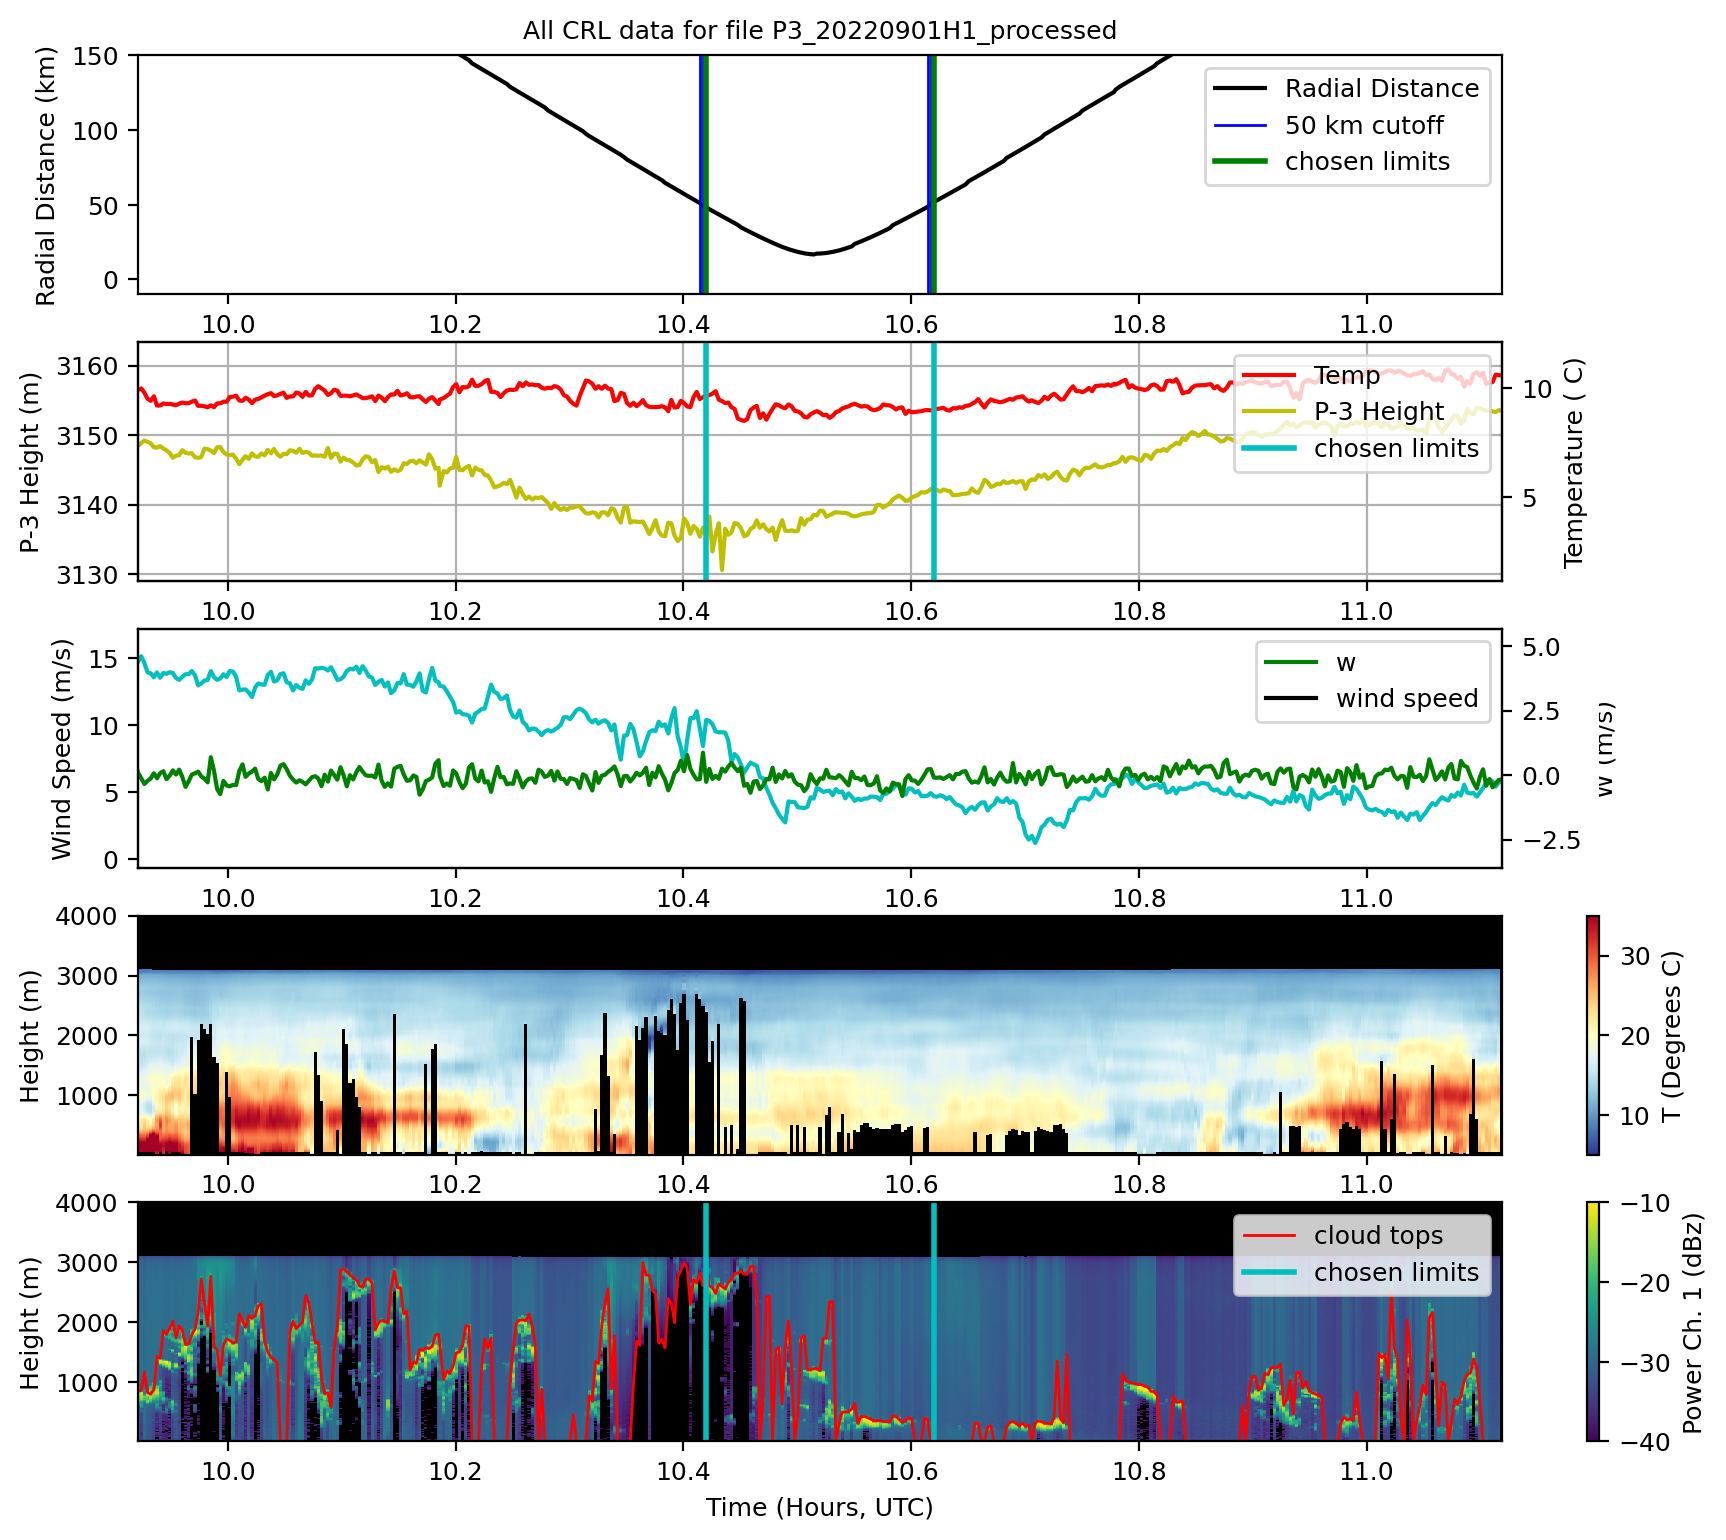 All CRL data for file P3_20220901H1_processed
Radial Distance (km)
150
100
50
0
Radial Distance
50 km cutoff
chosen limits
10.0 10.2 10.4 10.6 10.8 11.0
P-3 Height (m)
3160
3150
3140
3130
Temp
P-3 Height
chosen limits
10
5
Temperature ( C)
10.0 10.2 10.4 10.6 10.8 11.0
Wind Speed (m/s)
15
10
5
0
w
wind speed
5.0
2.5
0.0
−2.5
w (m/s)
10.0 10.2 10.4 10.6 10.8 11.0
Height (m)
4000
3000
2000
1000
30
20
10
T (Degrees C)
10.0 10.2 10.4 10.6 10.8 11.0
Height (m)
4000
3000
2000
1000
cloud tops
chosen limits
−10
−20
−30
−40
Power Ch. 1 (dBz)
10.0 10.2 10.4 10.6 10.8 11.0
Time (Hours, UTC)